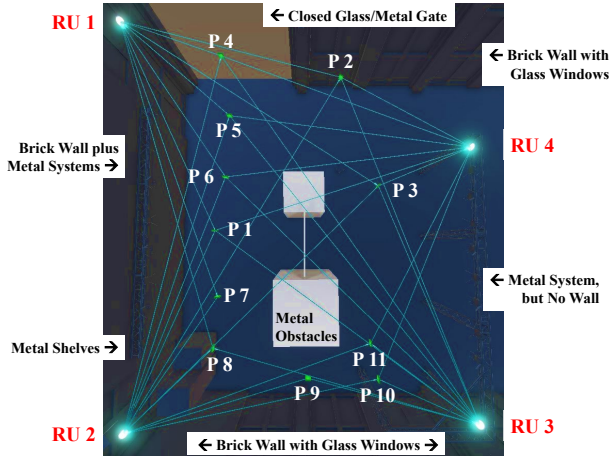 RU 1
← Closed Glass/Metal Gate
P 4
P 2
← Brick Wall with
Glass Windows
P 5
RU 4
Brick Wall plus
Metal Systems →
P 6
P 3
P 1
← Metal System,
but No Wall
P 7
Metal
Obstacles
Metal Shelves →
P 8
P 11
P 9
P 10
RU 2
RU 3
← Brick Wall with Glass Windows →